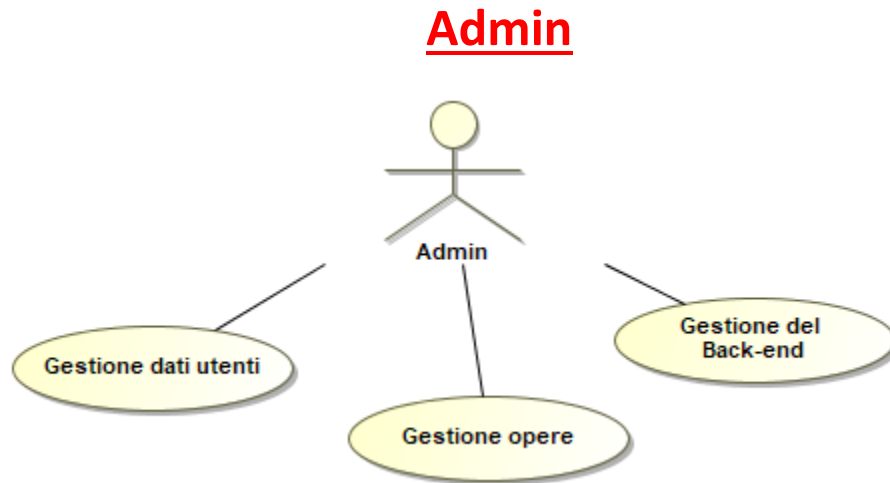 Admin
Admin
Gestione dati utenti
Gestione opere
Gestione del
Back-end